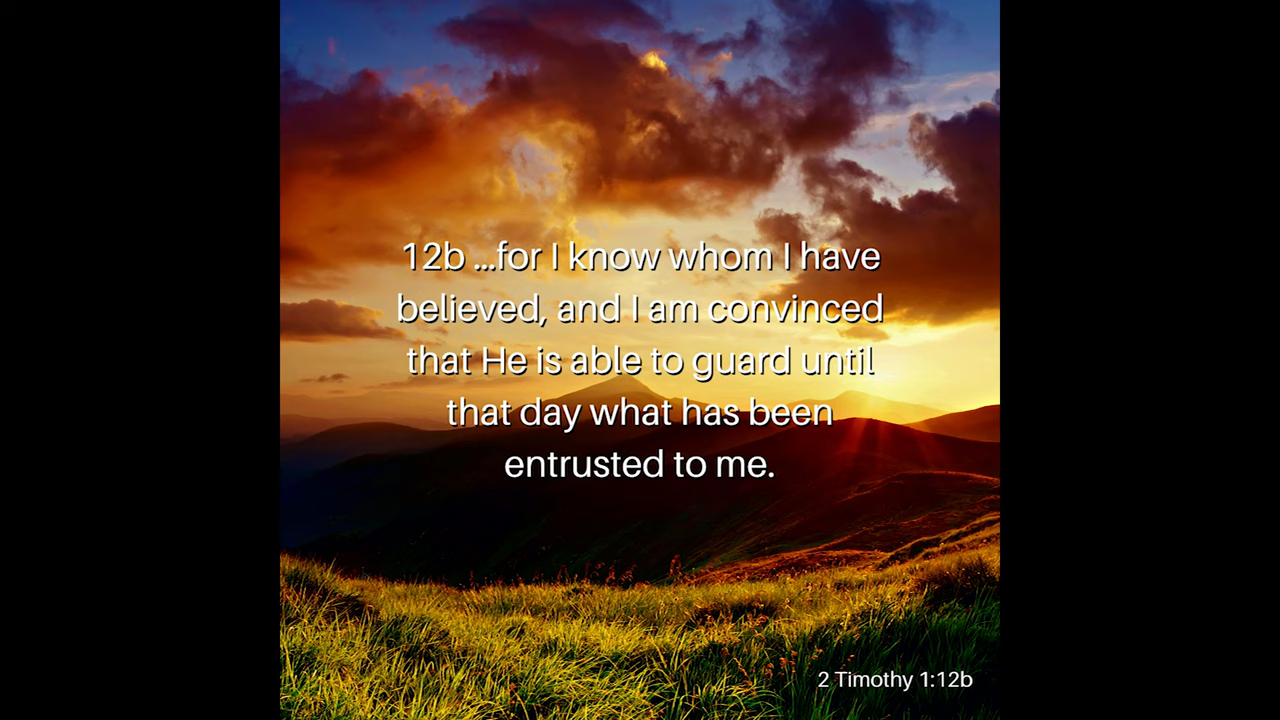 12b ...for I know whom I have
believed, and I am convinced
that He is able to guard until
that day what has been
entrusted to me.
2 Timothy 1:12b